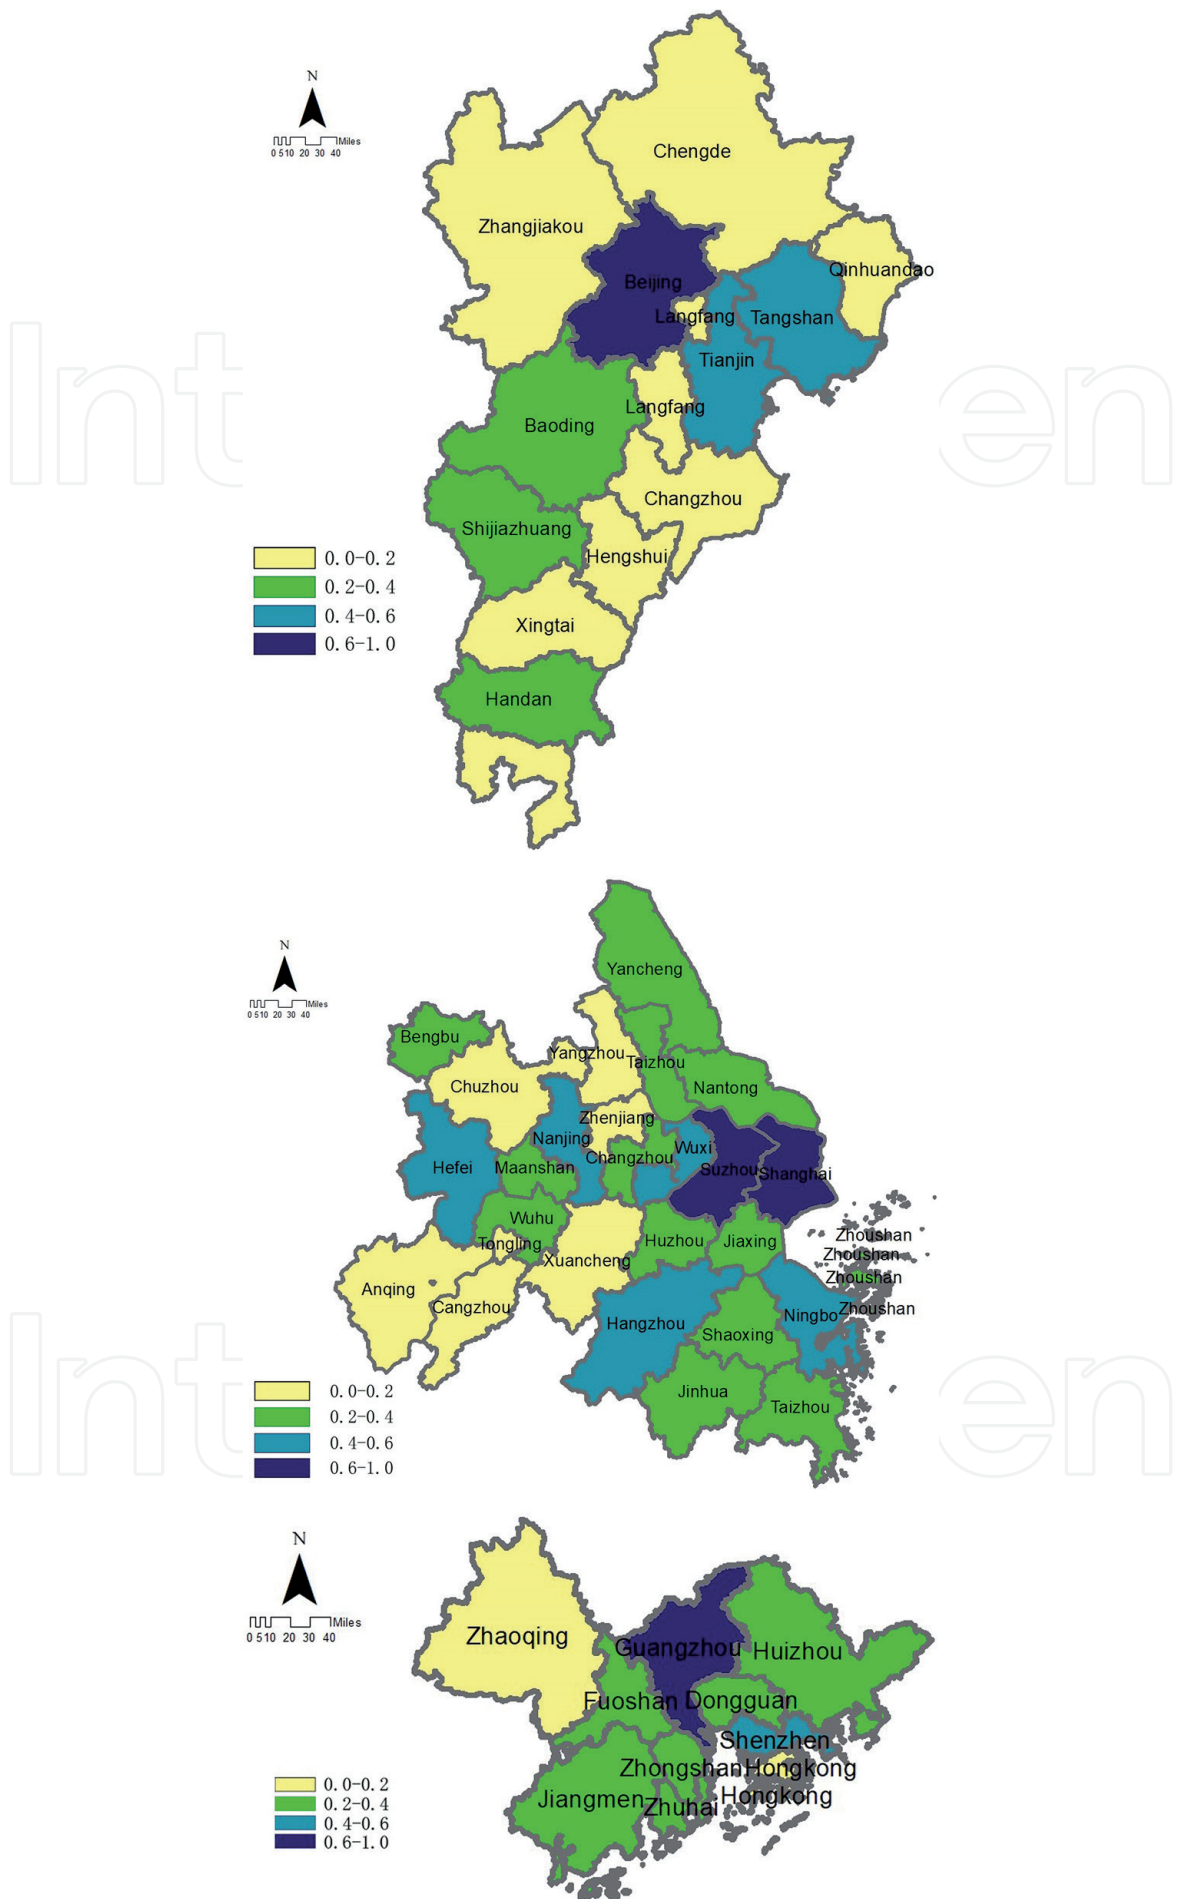 N
Miles
0 5 10 20 30 40
Chengde
Zhangjiakou
Qinhuandao
Beijing
Langfang
Tangshan
Tianjin
Langfang
Baoding
Changzhou
Shijiazhuang
Hengshui
0.0-0.2
0.2-0.4
0.4-0.6
0.6-1.0
Xingtai
Handan
Int
en
N
Miles
0 5 10 20 30 40
Yancheng
Bengbu
Yangzhou
Taizhou
Chuzhou
Nantong
Zhenjiang
Nanjing
Wuxi
Changzhou
Hefei
Maanshan
Suzhou
Shanghai
Wuhu
Zhoushan
Tongling
Huzhou
Jiaxing
Zhoushan
Xuancheng
Zhoushan
Anqing
Cangzhou
Zhoushan
Hangzhou
Ningbo
Shaoxing
Jinhua
Taizhou
0.0-0.2
0.2-0.4
0.4-0.6
0.6-1.0
Int
en
N
Miles
0 5 10 20 30 40
Zhaoqing
Guangzhou
Huizhou
Fuoshan
Dongguan
Shenzhen
Zhongshan
Hongkong
Hongkong
Jiangmen
Zhuhai
0.0-0.2
0.2-0.4
0.4-0.6
0.6-1.0